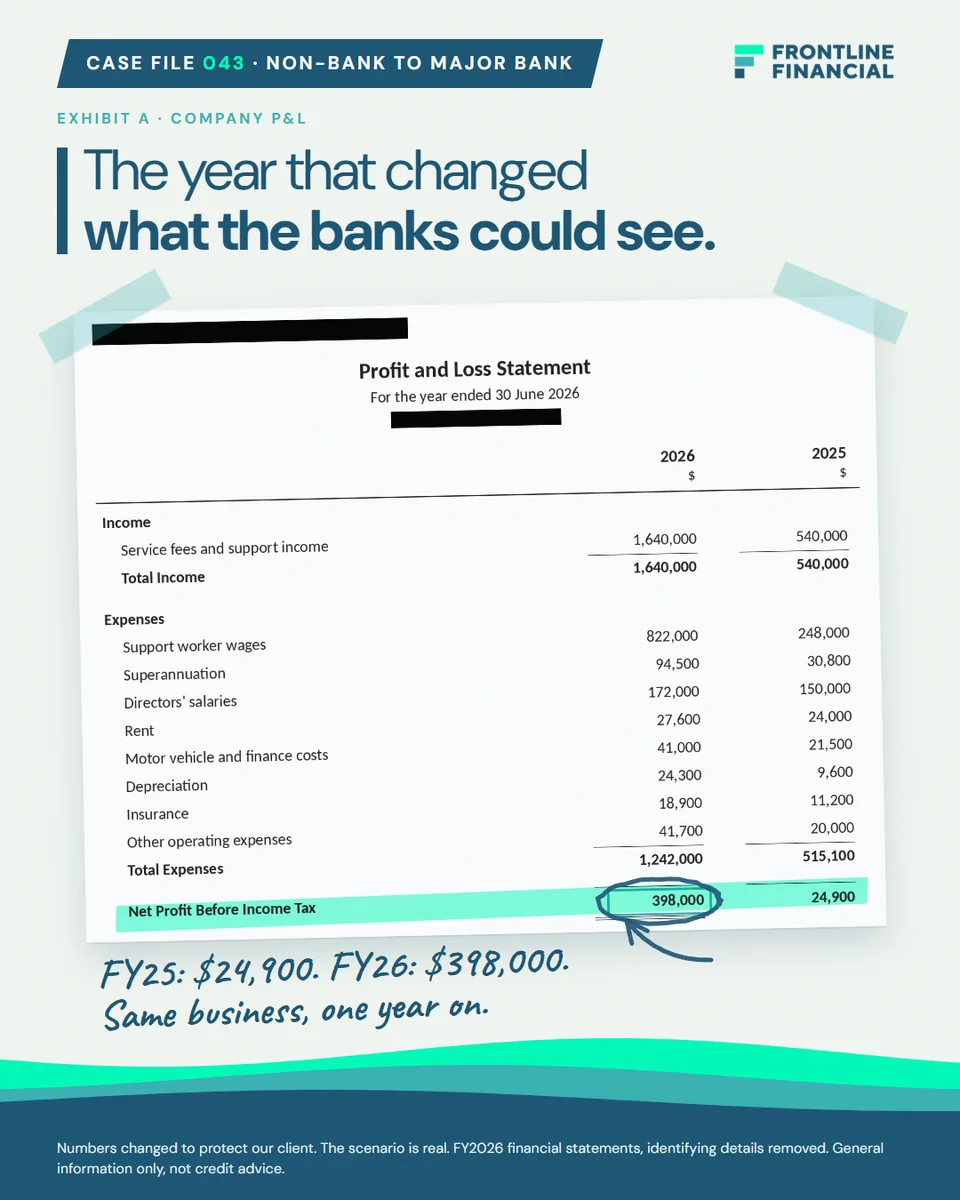 CASE FILE 043 · NON-BANK TO MAJOR BANK
FRONTLINE
FINANCIAL
EXHIBIT A · COMPANY P&L
The year that changed
what the banks could see.
Profit and Loss Statement
For the year ended 30 June 2026
2026 2025
$ $
Income
Service fees and support income 1,640,000 540,000
Total Income 1,640,000 540,000
Expenses
Support worker wages 822,000 248,000
Superannuation 94,500 30,800
Directors' salaries 172,000 150,000
Rent 27,600 24,000
Motor vehicle and finance costs 41,000 21,500
Depreciation 24,300 9,600
Insurance 18,900 11,200
Other operating expenses 41,700 20,000
Total Expenses 1,242,000 515,100
Net Profit Before Income Tax 398,000 24,900
FY25: $24,900. FY26: $398,000.
Same business, one year on.
Numbers changed to protect our client. The scenario is real. FY2026 financial statements, identifying details removed. General
information only, not credit advice.